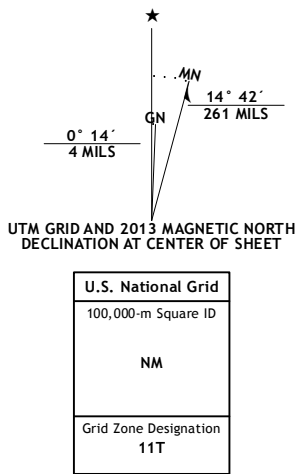 ★
MN
GN
14° 42´
261 MILS
0° 14´
4 MILS
UTM GRID AND 2013 MAGNETIC NORTH
DECLINATION AT CENTER OF SHEET
U.S. National Grid
100,000-m Square ID
NM
Grid Zone Designation
11T